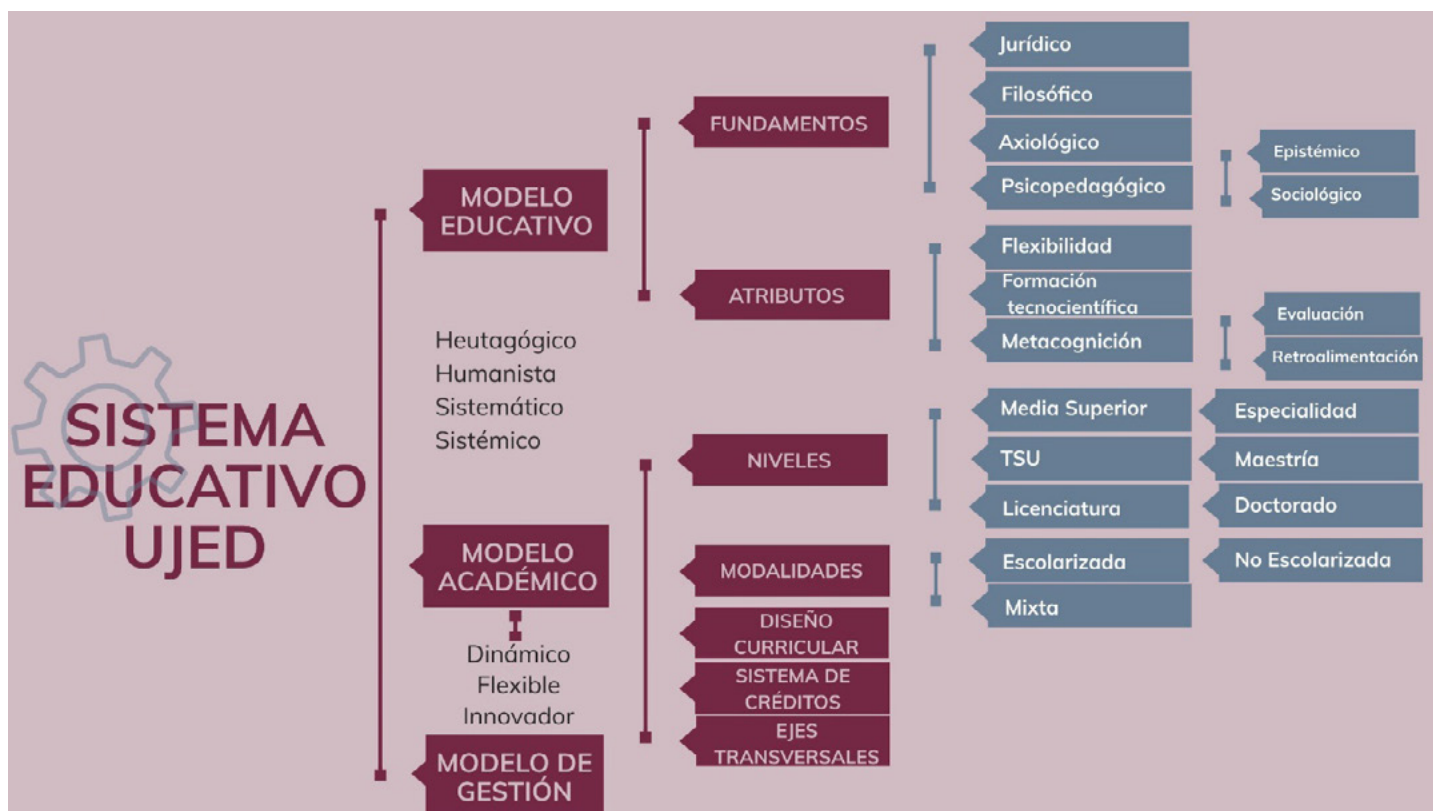 SISTEMA
EDUCATIVO
UJED
MODELO
EDUCATIVO
Heutagógico
Humanista
Sistemático
Sistémico
MODELO
ACADÉMICO
Dinámico
Flexible
Innovador
MODELO DE
GESTIÓN
FUNDAMENTOS
Jurídico
Filosófico
Axiológico
Psicopedagógico
Epistémico
Sociológico
ATRIBUTOS
Flexibilidad
Formación
tecnocientífica
Metacognición
Evaluación
Retroalimentación
NIVELES
Media Superior
TSU
Licenciatura
Especialidad
Maestría
Doctorado
MODALIDADES
Escolarizada
Mixta
No Escolarizada
DISEÑO
CURRICULAR
SISTEMA DE
CRÉDITOS
EJES
TRANSVERSALES